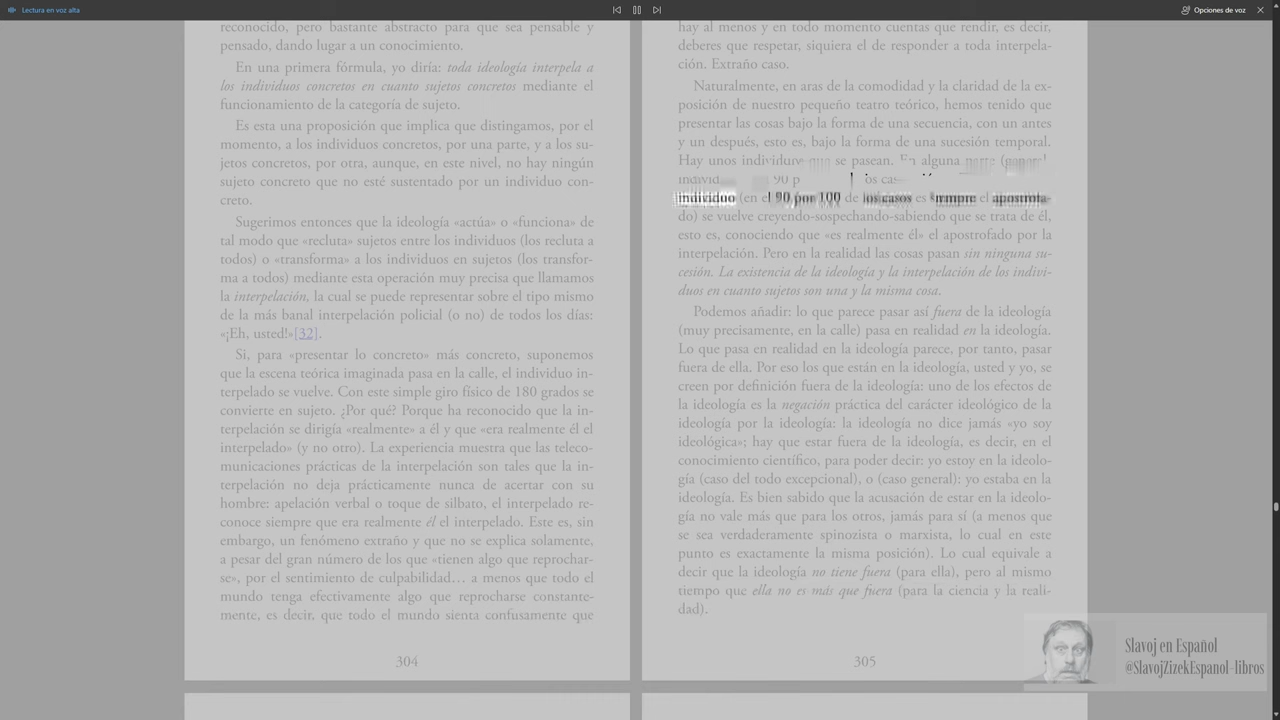 Lectura en voz alta
Opciones de voz
reconocido, pero bastante abstracto para que sea pensable y
pensado, dando lugar a un conocimiento.
En una primera fórmula, yo diría: toda ideología interpela a
los individuos concretos en cuanto sujetos concretos mediante el
funcionamiento de la categoría de sujeto.
Es esta una proposición que implica que distingamos, por el
momento, a los individuos concretos, por una parte, y a los su-
jetos concretos, por otra, aunque, en este nivel, no hay ningún
sujeto concreto que no esté sustentado por un individuo con-
creto.
Sugerimos entonces que la ideología «actúa» o «funciona» de
tal modo que «recluta» sujetos entre los individuos (los recluta a
todos) o «transforma» a los individuos en sujetos (los transfor-
ma a todos) mediante esta operación muy precisa que llamamos
la interpelación, la cual se puede representar sobre el tipo mismo
de la más banal interpelación policial (o no) de todos los días:
«¡Eh, usted!»[32].
Si, para «presentar lo concreto» más concreto, suponemos
que la escena teórica imaginada pasa en la calle, el individuo in-
terpelado se vuelve. Con este simple giro físico de 180 grados se
convierte en sujeto. ¿Por qué? Porque ha reconocido que la in-
terpelación se dirigía «realmente» a él y que «era realmente él el
interpelado» (y no otro). La experiencia muestra que las teleco-
municaciones prácticas de la interpelación son tales que la in-
terpelación no deja prácticamente nunca de acertar con su
hombre: apelación verbal o toque de silbato, el interpelado re-
conoce siempre que era realmente él el interpelado. Este es, sin
embargo, un fenómeno extraño y que no se explica solamente,
a pesar del gran número de los que «tienen algo que reprochar-
se», por el sentimiento de culpabilidad… a menos que todo el
mundo tenga efectivamente algo que reprocharse constante-
mente, es decir, que todo el mundo sienta confusamente que
304
hay al menos y en todo momento cuentas que rendir, es decir,
deberes que respetar, siquiera el de responder a toda interpela-
ción. Extraño caso.
Naturalmente, en aras de la comodidad y la claridad de la ex-
posición de nuestro pequeño teatro teórico, hemos tenido que
presentar las cosas bajo la forma de una secuencia, con un antes
y un después, esto es, bajo la forma de una sucesión temporal.
Hay unos se pasean. En alguna
90 p
individuo (en el 90 por 100 de los casos es siempre el apostrofa-
do) se vuelve creyendo-sospechando-sabiendo que se trata de él,
esto es, conociendo que «es realmente él» el apostrofado por la
interpelación. Pero en la realidad las cosas pasan sin ninguna su-
cesión. La existencia de la ideología y la interpelación de los indivi-
duos en cuanto sujetos son una y la misma cosa.
Podemos añadir: lo que parece pasar así fuera de la ideología
(muy precisamente, en la calle) pasa en realidad en la ideología.
Lo que pasa en realidad en la ideología parece, por tanto, pasar
fuera de ella. Por eso los que están en la ideología, usted y yo, se
creen por definición fuera de la ideología: uno de los efectos de
la ideología es la negación práctica del carácter ideológico de la
ideología por la ideología: la ideología no dice jamás «yo soy
ideológica»; hay que estar fuera de la ideología, es decir, en el
conocimiento científico, para poder decir: yo estoy en la ideolo-
gía (caso del todo excepcional), o (caso general): yo estaba en la
ideología. Es bien sabido que la acusación de estar en la ideolo-
gía no vale más que para los otros, jamás para sí (a menos que
se sea verdaderamente spinozista o marxista, lo cual en este
punto es exactamente la misma posición). Lo cual equivale a
decir que la ideología no tiene fuera (para ella), pero al mismo
tiempo que ella no es más que fuera (para la ciencia y la reali-
dad).
305
Slavoj en Español
@SlavojZizekEspanol-libros